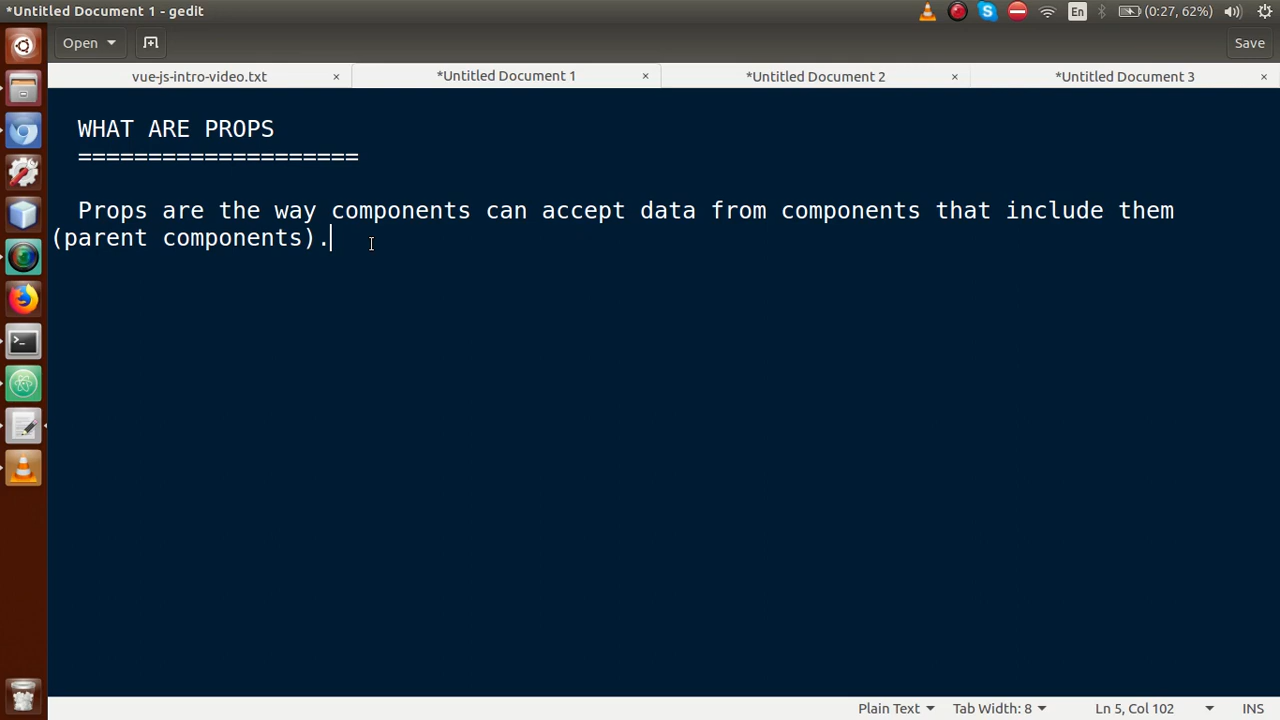 *Untitled Document 1 - gedit
En
(0:27, 62%)
Open
Save
vue-js-intro-video.txt
*Untitled Document 1
*Untitled Document 2
*Untitled Document 3
WHAT ARE PROPS
====================
Props are the way components can accept data from components that include them
(parent components).
Plain Text
Tab Width: 8
Ln 5, Col 102
INS